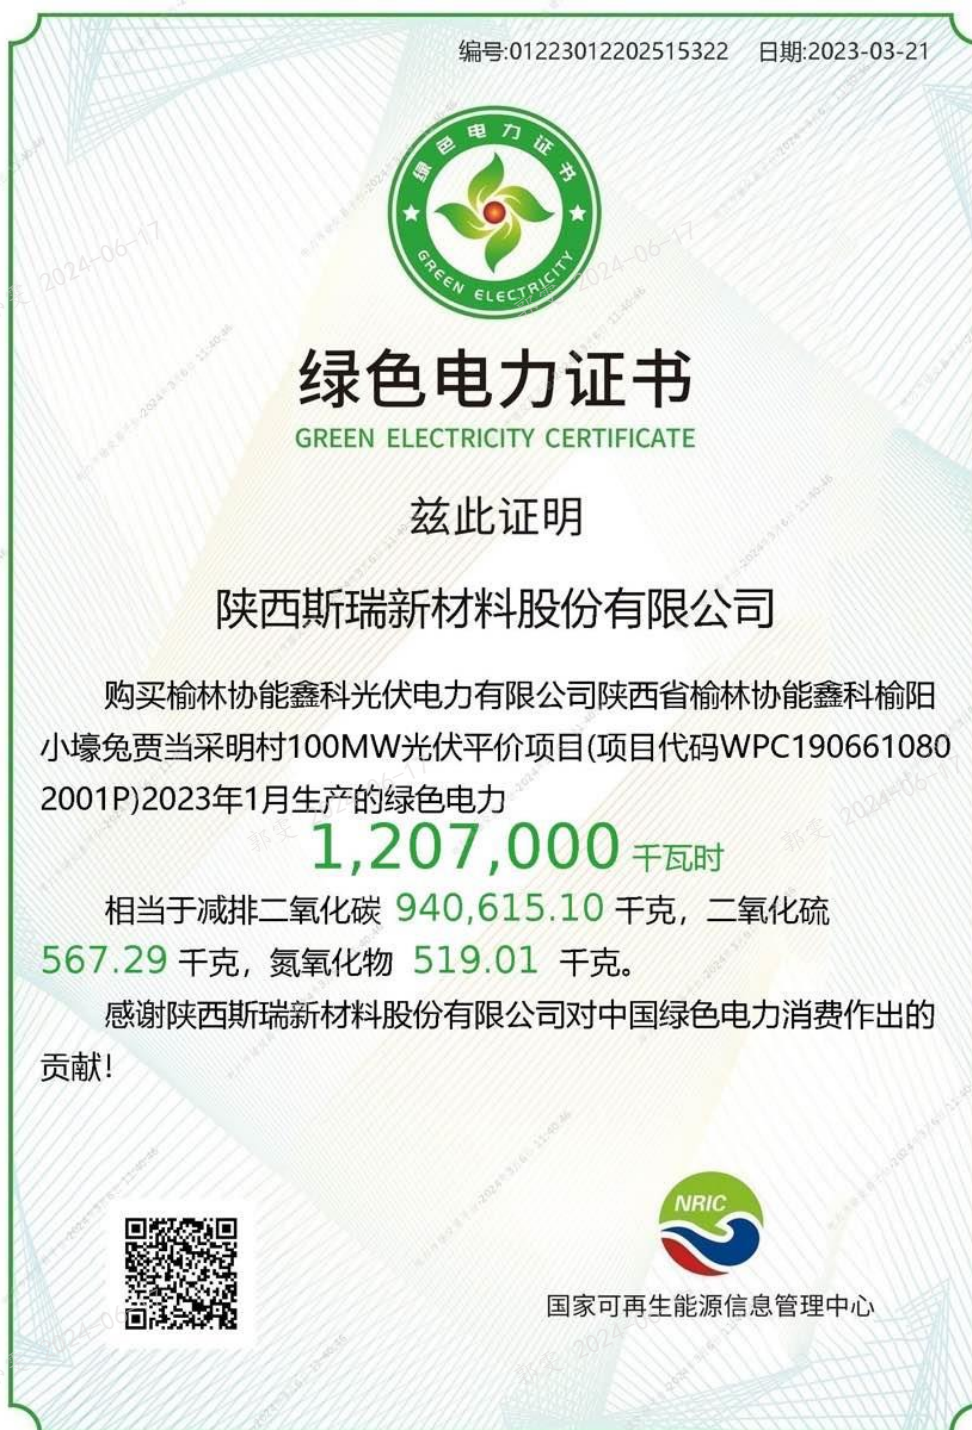 编号:01223012202515322 日期:2023-03-21
绿色电力证书
GREEN ELECTRICITY
绿色电力证书
GREEN ELECTRICITY CERTIFICATE
兹此证明
陕西斯瑞新材料股份有限公司
购买榆林协能鑫科光伏电力有限公司陕西省榆林协能鑫科榆阳
小壕兔贾当采明村100MW光伏平价项目(项目代码WPC190661080
2001P)2023年1月生产的绿色电力
1,207,000 千瓦时
相当于减排二氧化碳 940,615.10 千克，二氧化硫
567.29 千克，氮氧化物 519.01 千克。
感谢陕西斯瑞新材料股份有限公司对中国绿色电力消费作出的
贡献！
NRIC
国家可再生能源信息管理中心
郭雯 2024-06-17